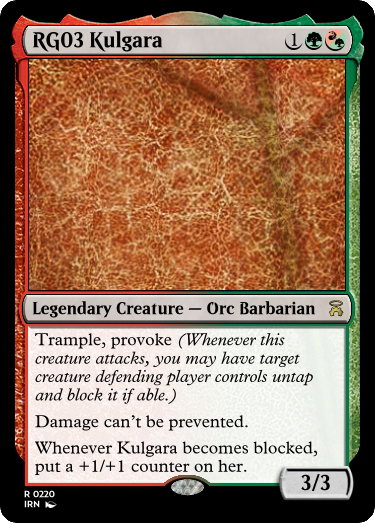 RG03 Kulgara 1
Legendary Creature — Orc Barbarian
Trample, provoke (Whenever this
creature attacks, you may have target
creature defending player controls untap
and block it if able.)
Damage can't be prevented.
Whenever Kulgara becomes blocked,
put a +1/+1 counter on her.
3/3
R 0220
IRN